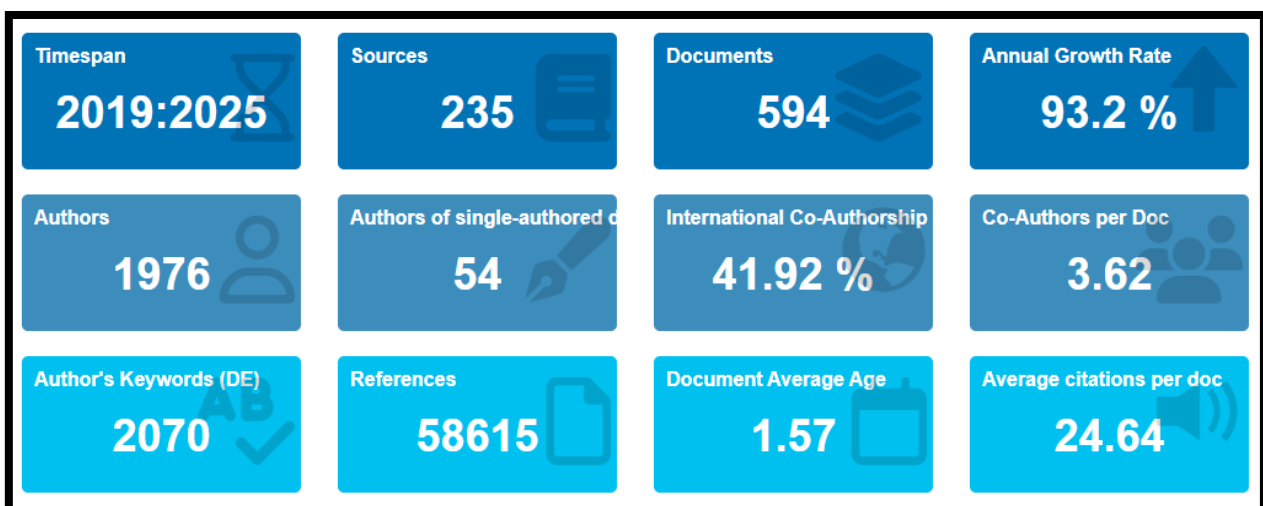 Timespan
2019:2025
Sources
235
Documents
594
Annual Growth Rate
93.2 %
Authors
1976
Authors of single-authored d
54
International Co-Authorship
41.92 %
Co-Authors per Doc
3.62
Author's Keywords (DE)
2070
AB
References
58615
Document Average Age
1.57
Average citations per doc
24.64